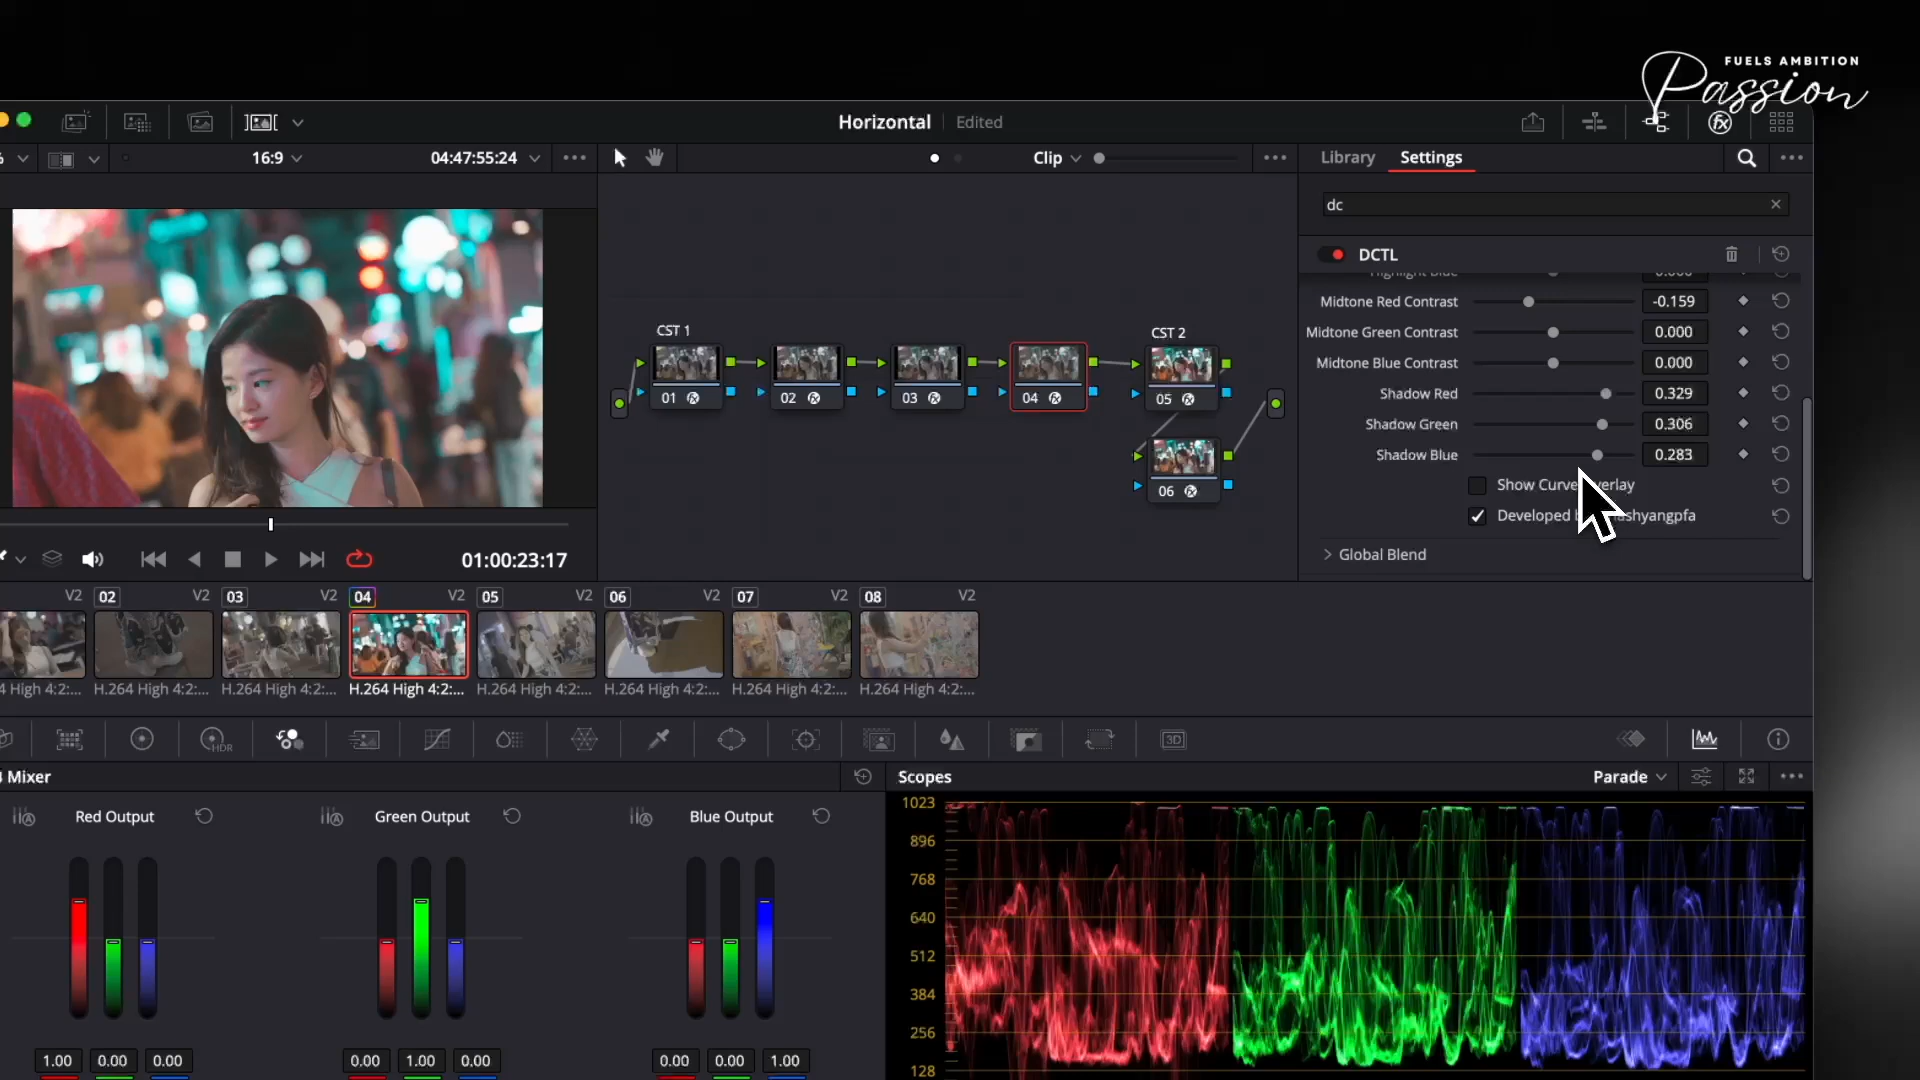 FUELS AMBITION
Passion
Horizontal
Edited
16:9
04:47:55:24
Clip
Library
Settings
dc
DCTL
Midtone Red Contrast
-0.159
Midtone Green Contrast
0.000
Midtone Blue Contrast
0.000
Shadow Red
0.329
Shadow Green
0.306
Shadow Blue
0.283
Show Curve
Developed
Global Blend
CST 1
CST 2
01
02
03
04
05
06
01:00:23:17
V2
02
V2
03
V2
04
V2
05
V2
06
V2
07
V2
08
V2
4 High 4:2:...
H.264 High 4:2:...
H.264 High 4:2:...
H.264 High 4:2:...
H.264 High 4:2:...
H.264 High 4:2:...
H.264 High 4:2:...
H.264 High 4:2:...
HDR
3D
Mixer
Red Output
Green Output
Blue Output
1.00
0.00
0.00
0.00
1.00
0.00
0.00
0.00
1.00
Scopes
Parade
1023
896
768
640
512
384
256
128